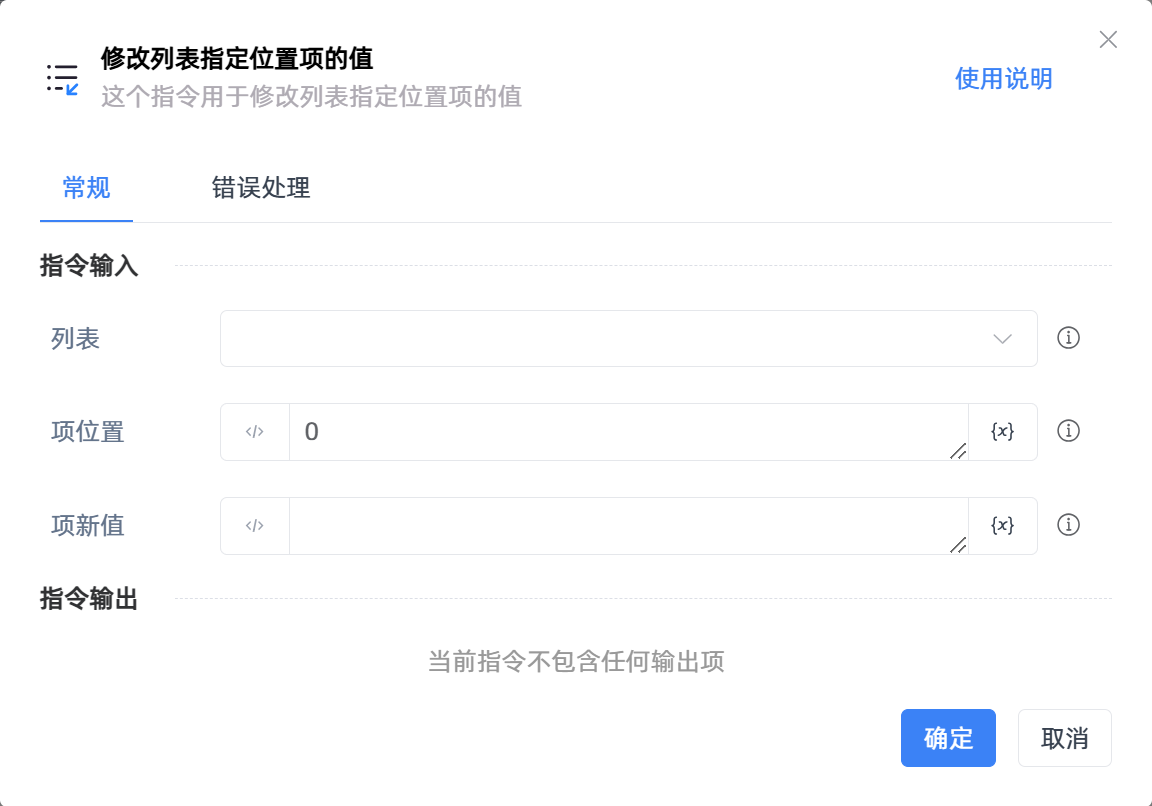 修改列表指定位置项的值
这个指令用于修改列表指定位置项的值
使用说明
常规
错误处理
指令输入
列表
项位置
</>
0
{x}
项新值
</>
{x}
指令输出
当前指令不包含任何输出项
确定
取消